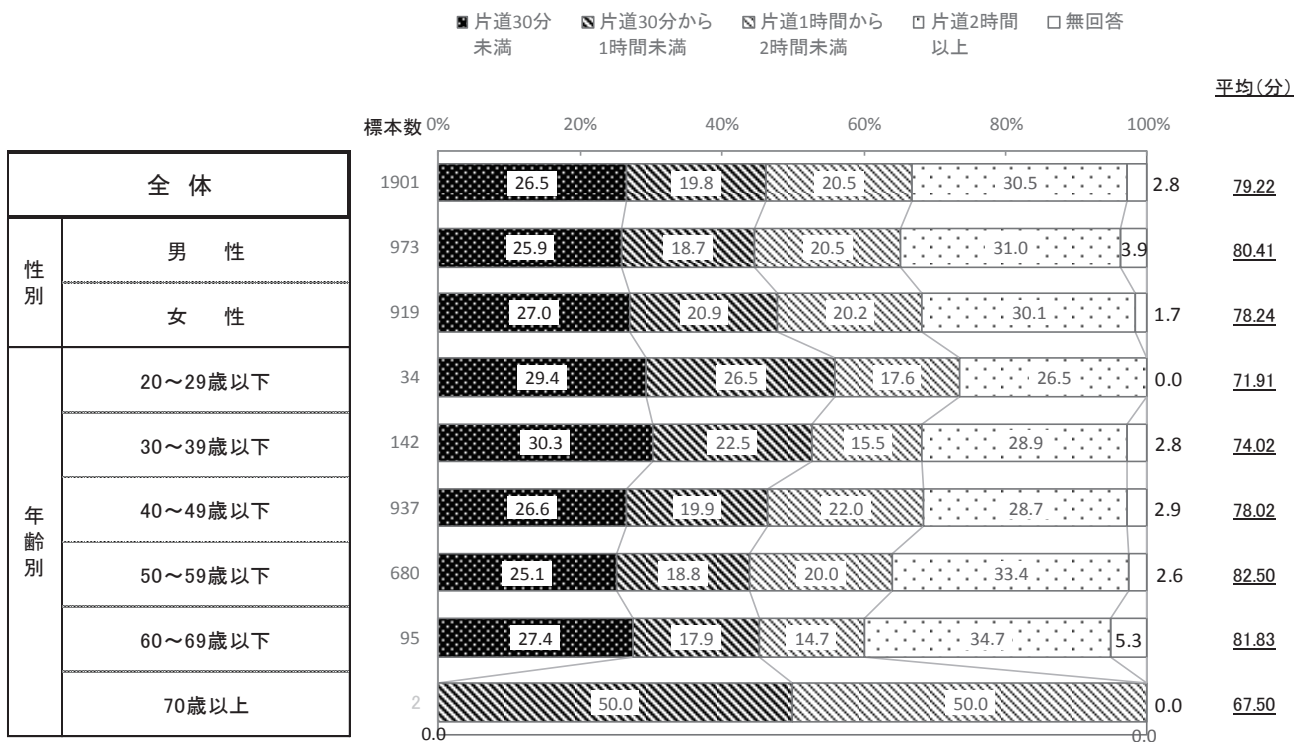 片道30分未満
片道30分から1時間未満
片道1時間から2時間未満
片道2時間以上
無回答
平均(分)
標本数 0% 20% 40% 60% 80% 100%
全体 1901 26.5 19.8 20.5 30.5 2.8 79.22
性別
男 性 973 25.9 18.7 20.5 31.0 3.9 80.41
女 性 919 27.0 20.9 20.2 30.1 1.7 78.24
年齢別
20～29歳以下 34 29.4 26.5 17.6 26.5 0.0 71.91
30～39歳以下 142 30.3 22.5 15.5 28.9 2.8 74.02
40～49歳以下 937 26.6 19.9 22.0 28.7 2.9 78.02
50～59歳以下 680 25.1 18.8 20.0 33.4 2.6 82.50
60～69歳以下 95 27.4 17.9 14.7 34.7 5.3 81.83
70歳以上 2 50.0 50.0 0.0 67.50
0.0 0.0